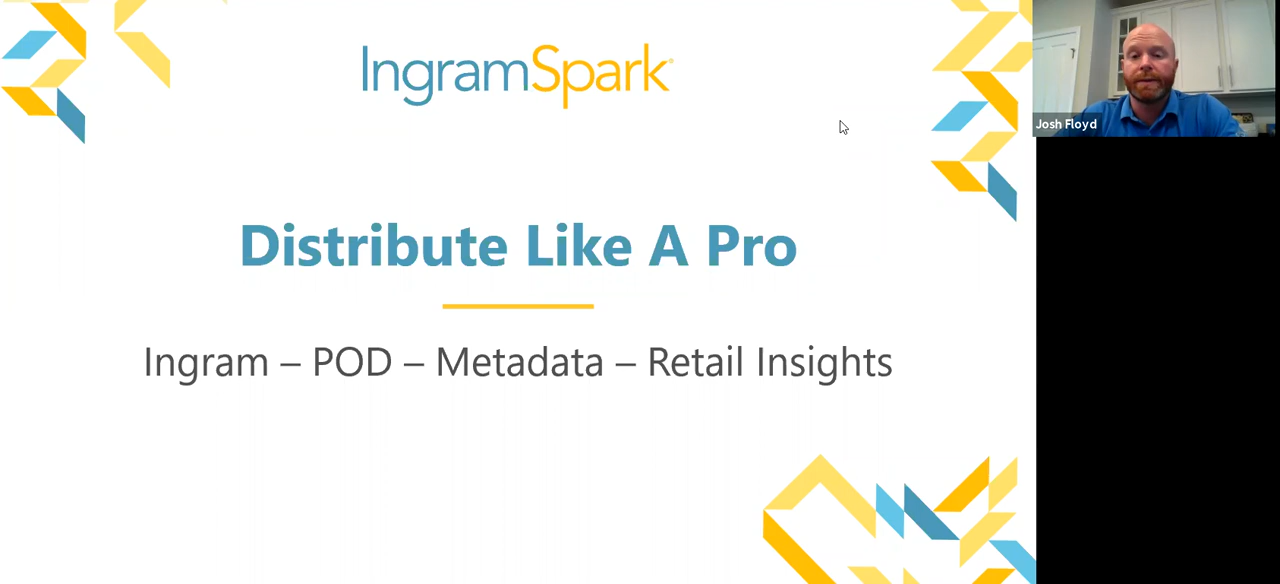 IngramSpark
Josh Floyd
Distribute Like A Pro
Ingram – POD – Metadata – Retail Insights